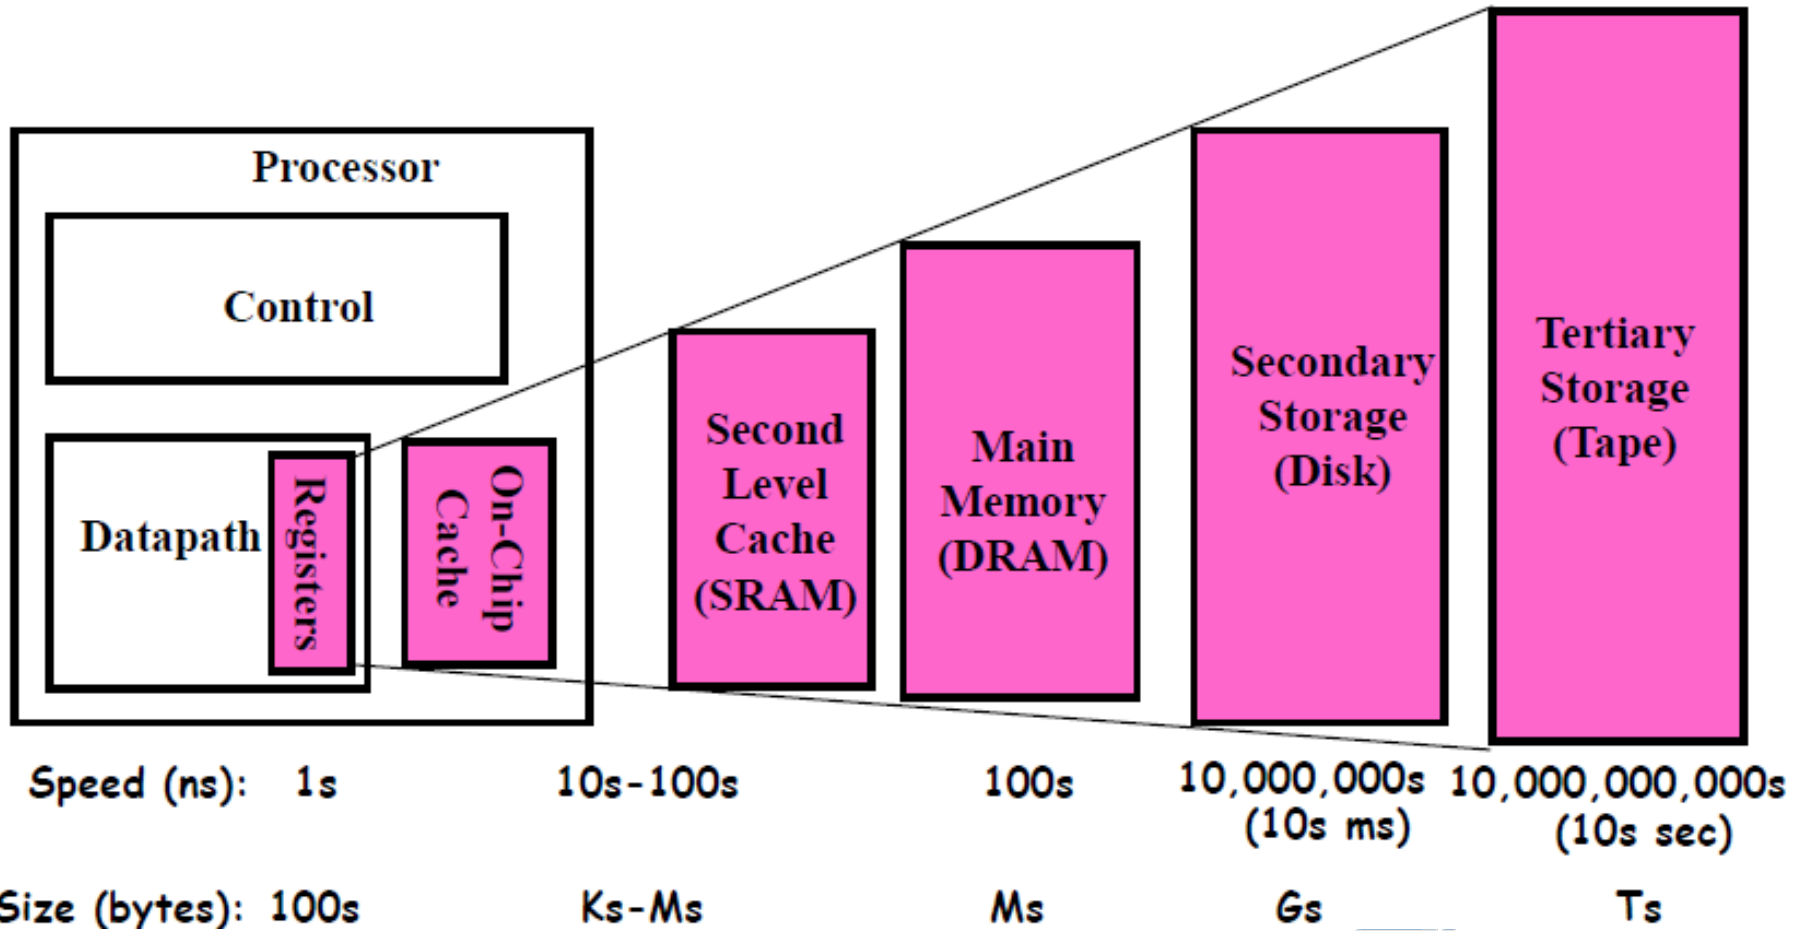 Processor
Control
Datapath
Registers
On-Chip
Cache
Second
Level
Cache
(SRAM)
Main
Memory
(DRAM)
Secondary
Storage
(Disk)
Tertiary
Storage
(Tape)
Speed (ns): 1s 10s-100s 100s 10,000,000s 10,000,000,000s
(10s ms) (10s sec)
Size (bytes): 100s Ks-Ms Ms Gs Ts